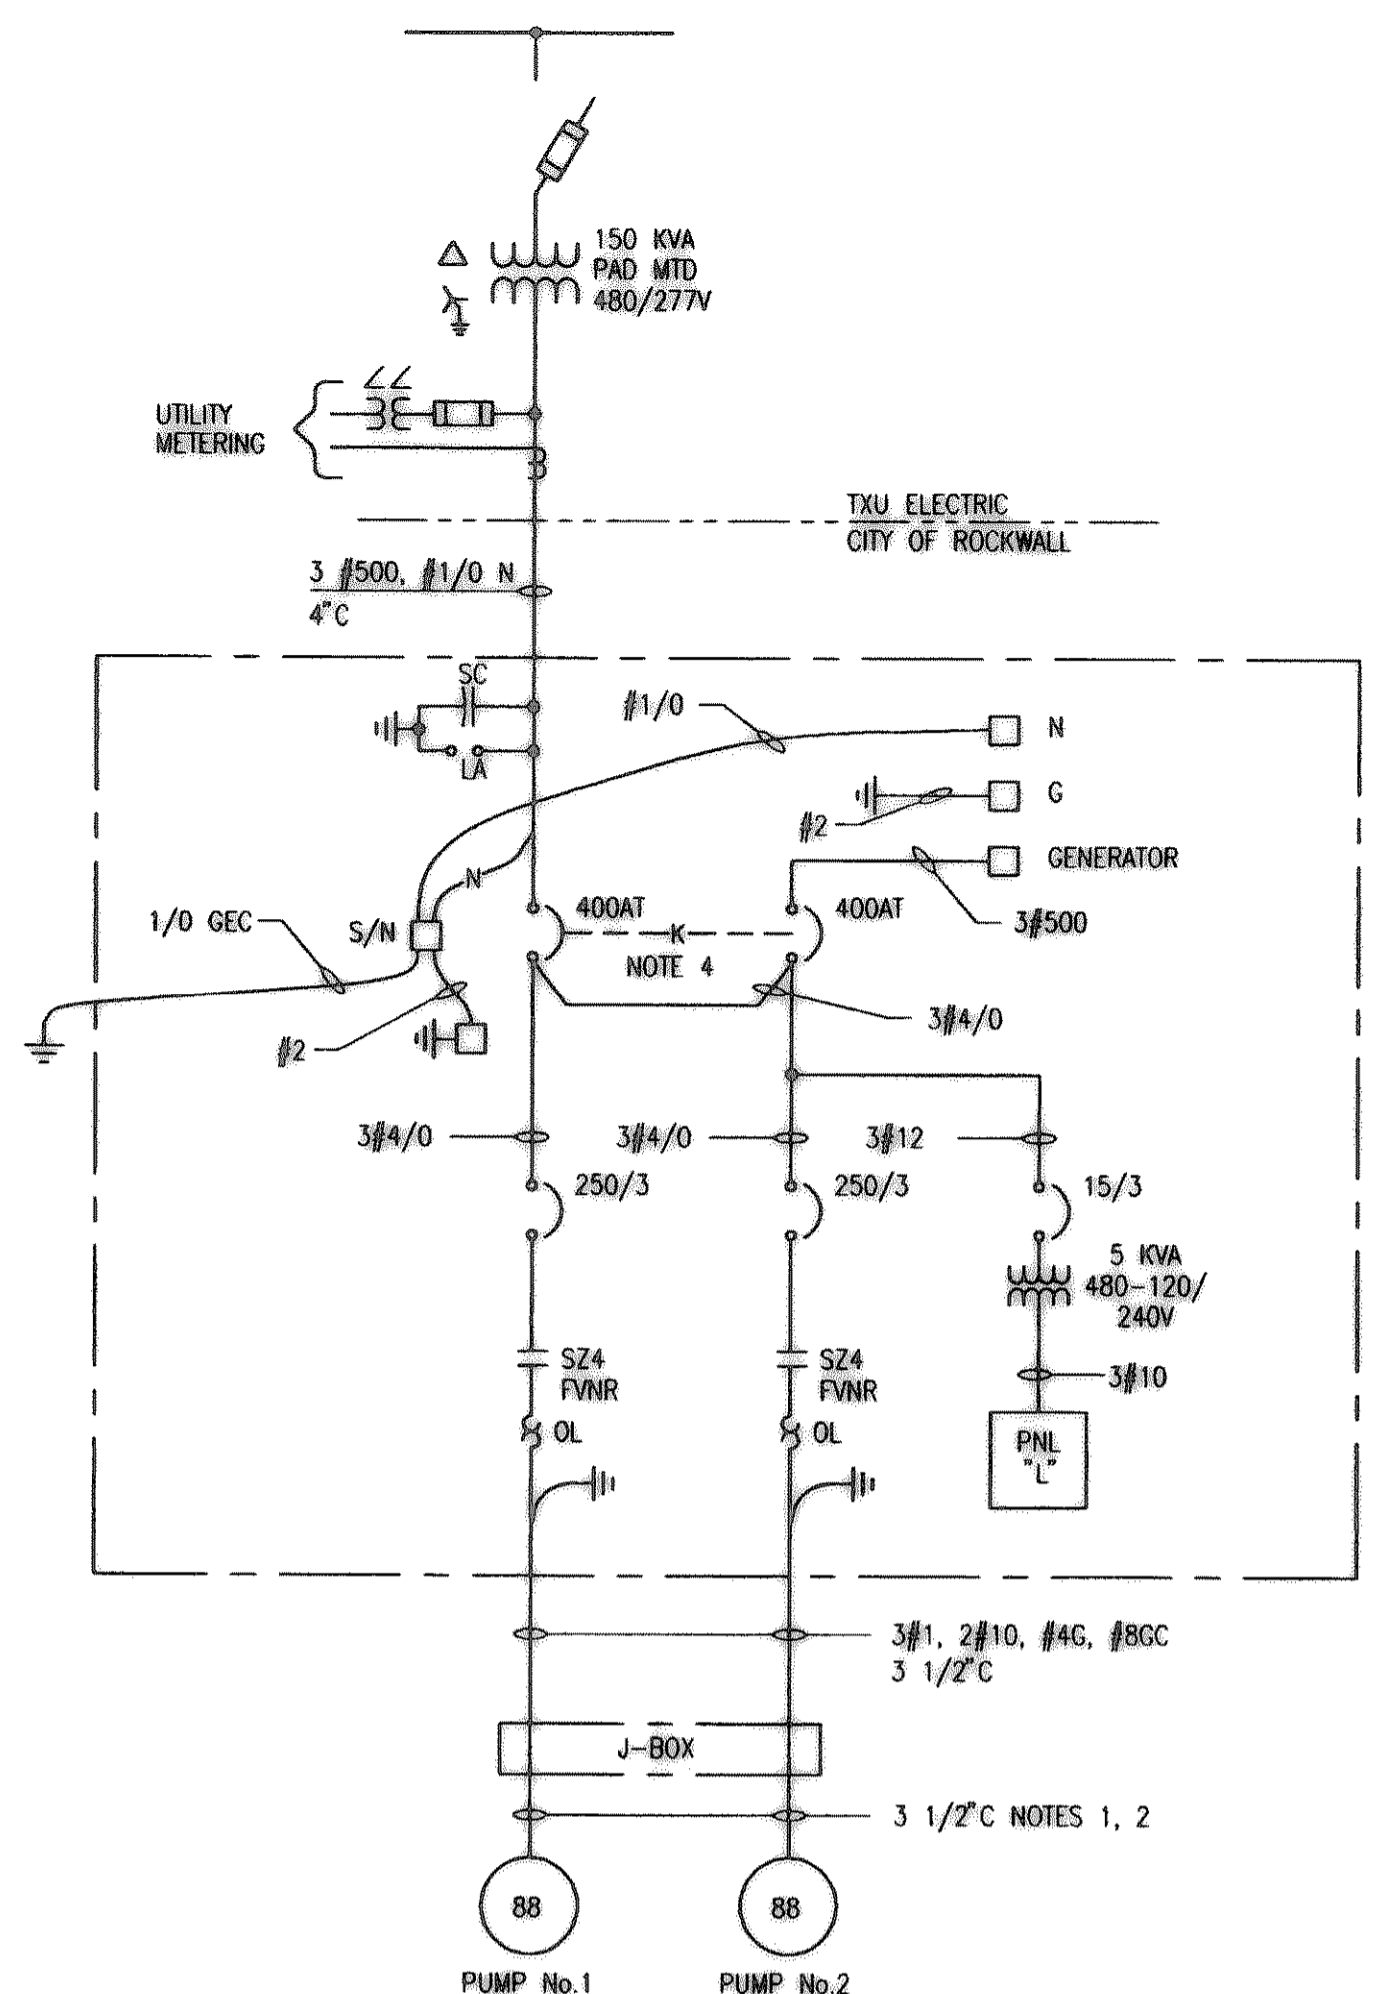 150 KVA
PAD MTD
480/277V
UTILITY
METERING
TXU ELECTRIC
CITY OF ROCKWALL
3 #500, #1/0 N
4"C
SC
LA
#1/0
N
G
#2
GENERATOR
3#500
N
1/0 GEC
S/N
400AT
K
400AT
NOTE 4
3#4/0
#2
3#4/0
3#4/0
3#12
250/3
250/3
15/3
5 KVA
480-120/
240V
SZ4
FVNR
SZ4
FVNR
3#10
OL
OL
PNL
"L"
3#1, 2#10, #4G, #8GC
3 1/2"C
J-BOX
3 1/2"C NOTES 1, 2
88
88
PUMP No.1
PUMP No.2